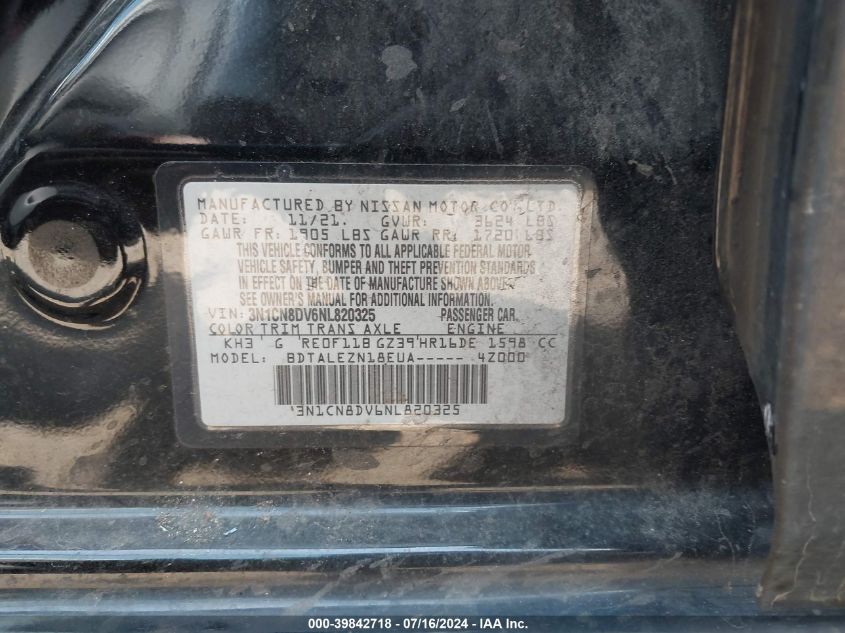 MANUFACTURED BY NISSAN MOTOR CO.,LTD.
DATE: 11/21. GVWR: 3624 LBS
GAWR FR: 1905 LBS GAWR RR: 1720 LBS
THIS VEHICLE CONFORMS TO ALL APPLICABLE FEDERAL MOTOR
VEHICLE SAFETY, BUMPER AND THEFT PREVENTION STANDARDS
IN EFFECT ON THE DATE OF MANUFACTURE SHOWN ABOVE.
SEE OWNER'S MANUAL FOR ADDITIONAL INFORMATION.
VIN: 3N1CN8DV6NL820325 PASSENGER CAR.
COLOR TRIM TRANS AXLE ENGINE
KH3 G RE0F11B GZ39 HR16DE 1598 CC
MODEL: BDTALEZN18EUA----- 4Z000
3N1CN8DV6NL820325
000-39842718 - 07/16/2024 - IAA Inc.